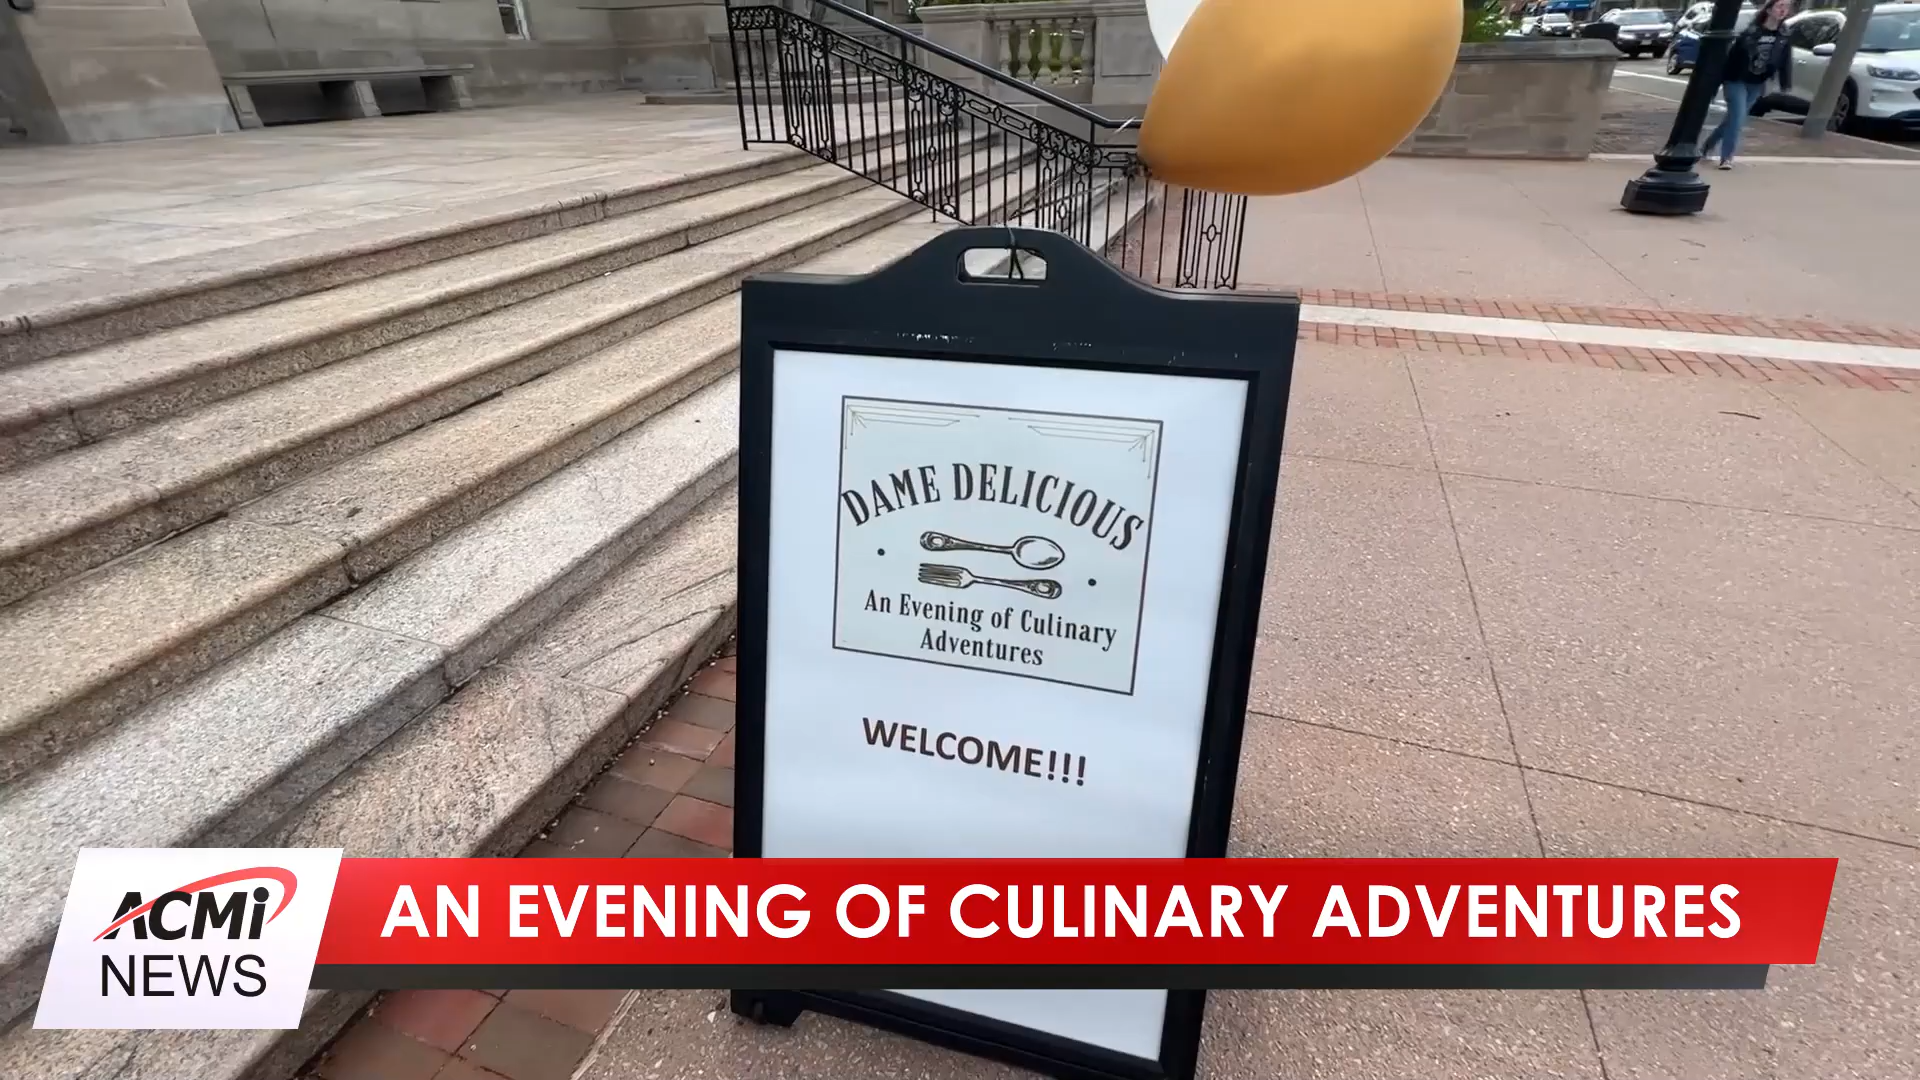 DAME DELICIOUS
An Evening of Culinary
Adventures
WELCOME!!!
ACMi
NEWS
AN EVENING OF CULINARY ADVENTURES